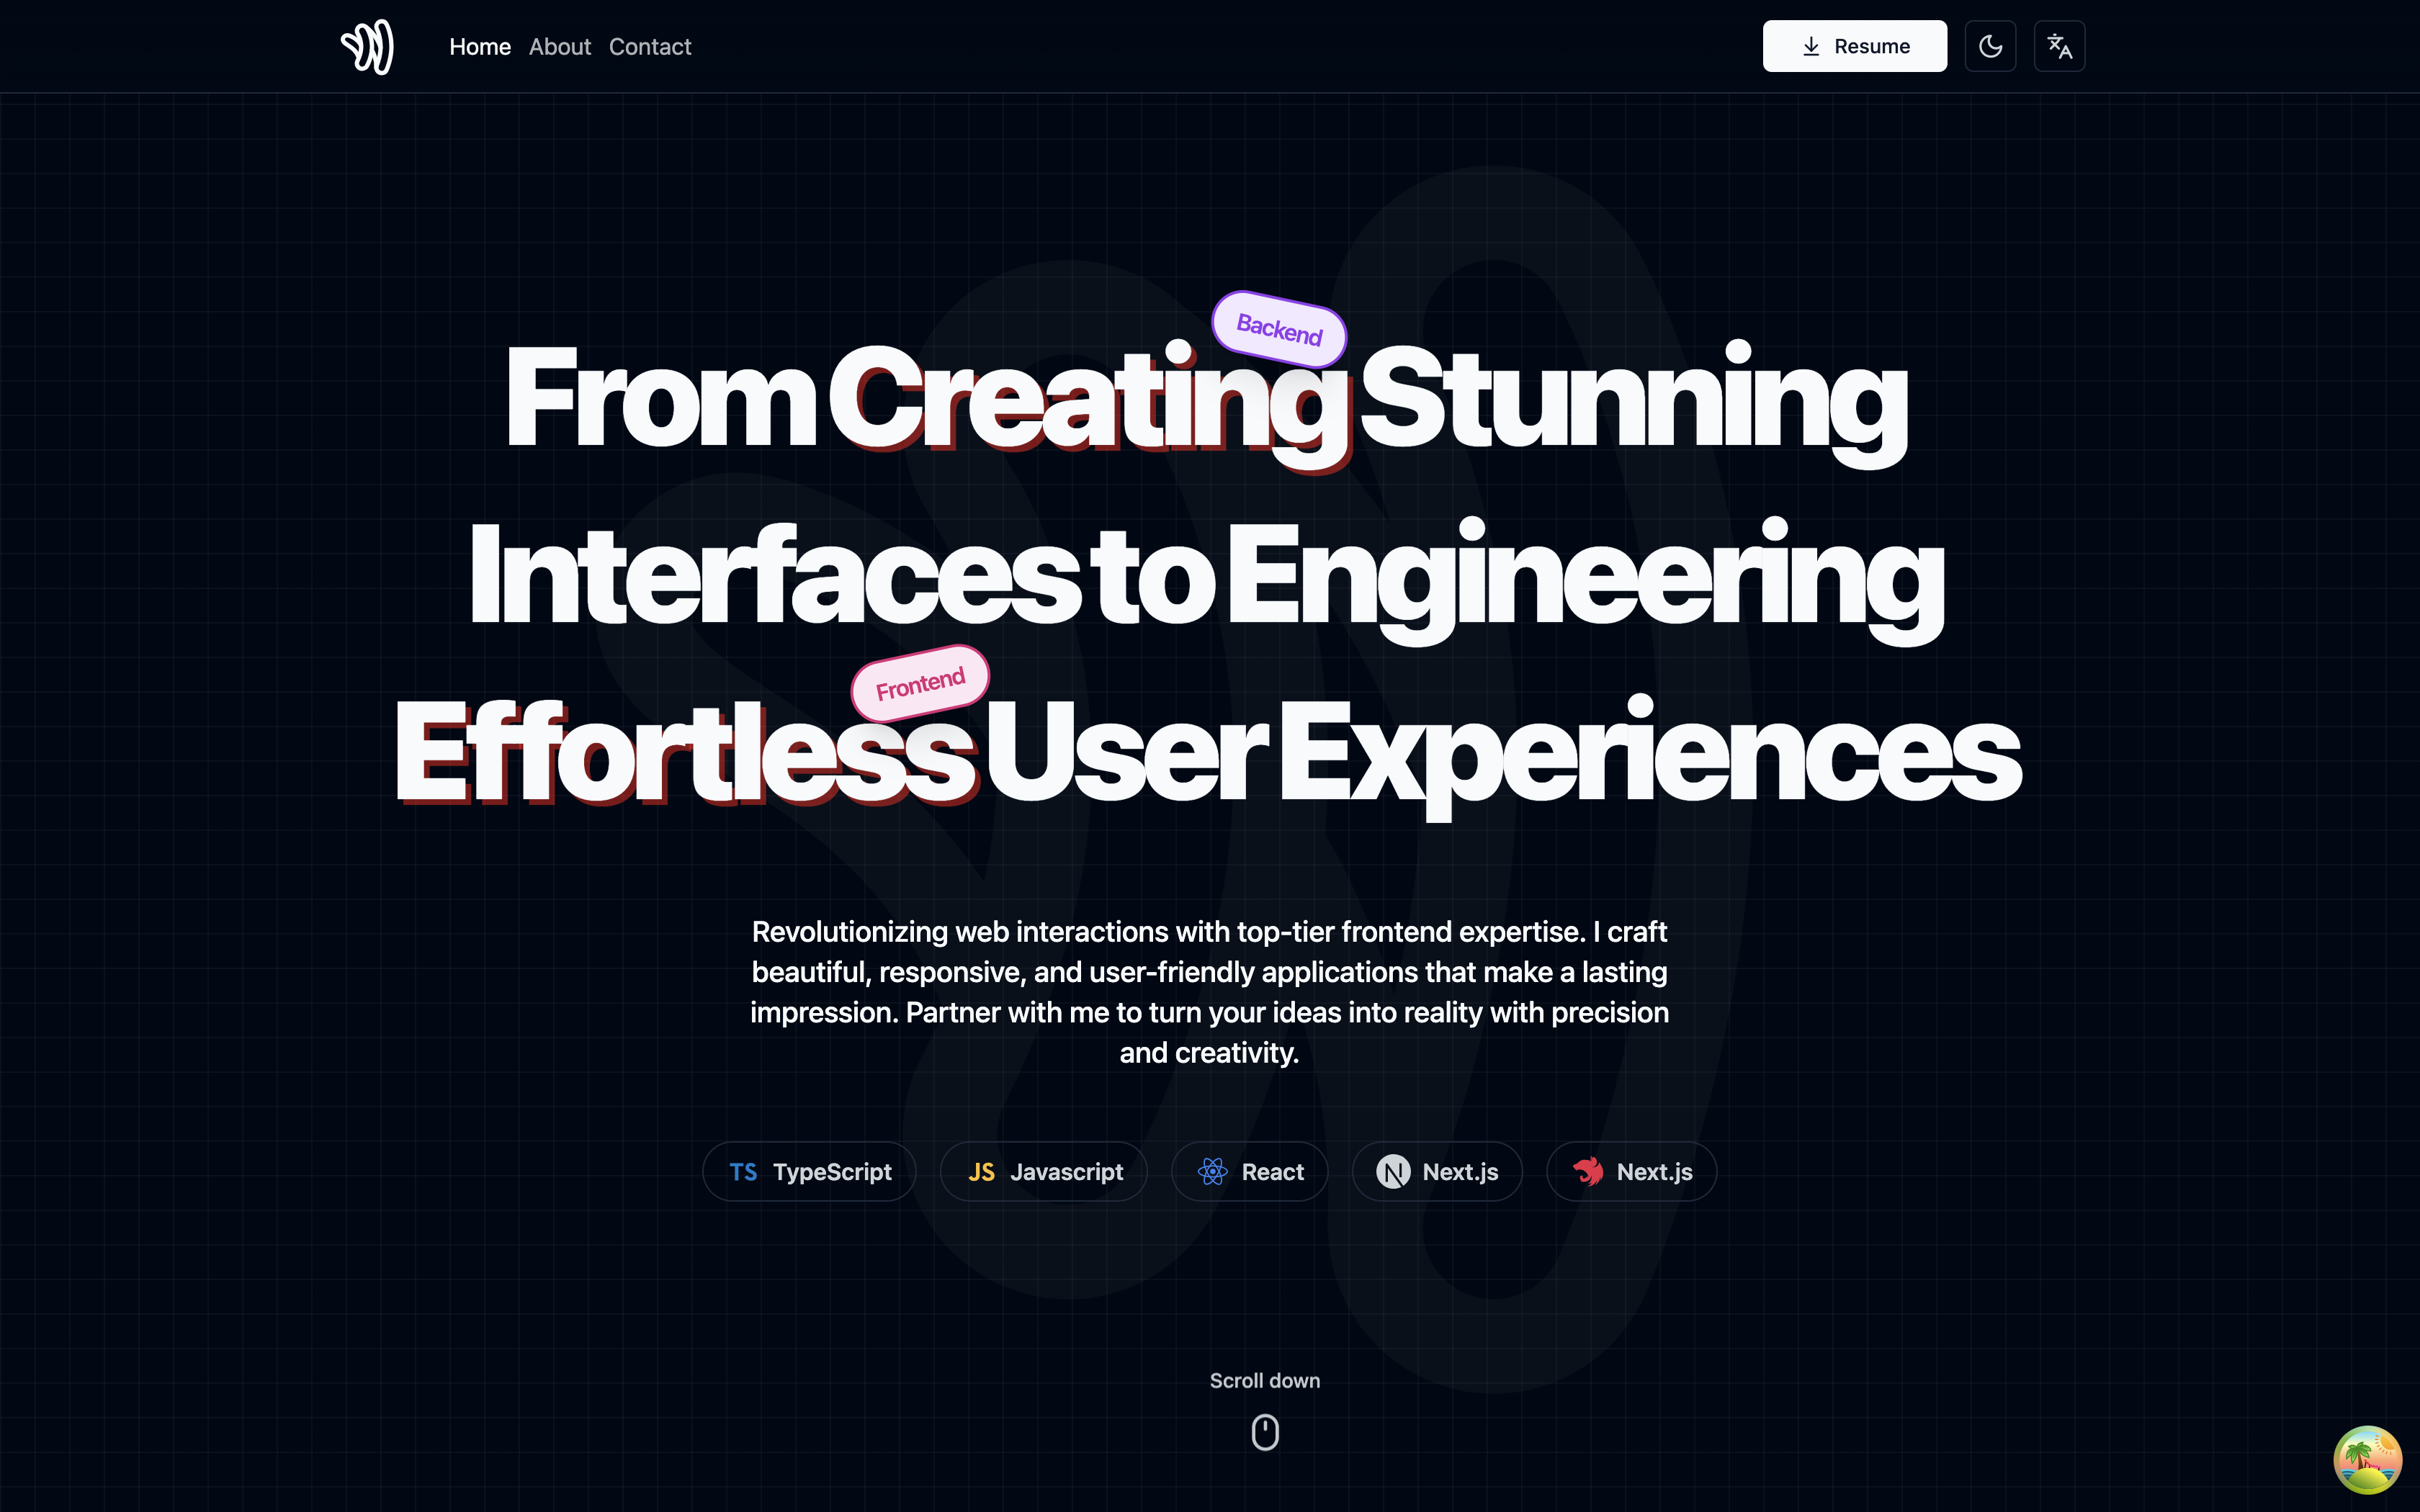 Home About Contact
Resume
Backend
From Creating Stunning
Interfaces to Engineering
Frontend
Effortless User Experiences
Revolutionizing web interactions with top-tier frontend expertise. I craft
beautiful, responsive, and user-friendly applications that make a lasting
impression. Partner with me to turn your ideas into reality with precision
and creativity.
TS TypeScript JS Javascript React N Next.js Next.js
Scroll down